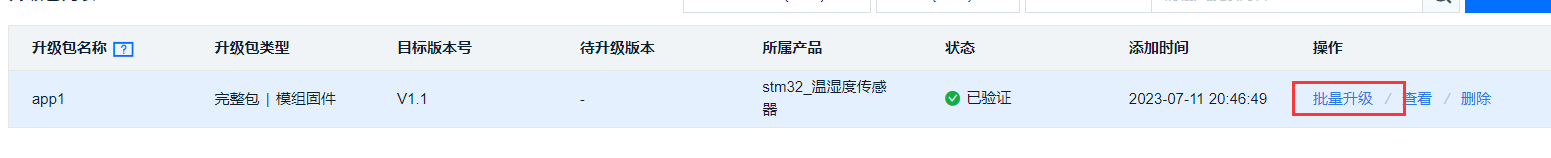 升级包名称 ? 升级包类型 目标版本号 待升级版本 所属产品 状态 添加时间 操作
app1 完整包 | 模组固件 V1.1 - stm32_温湿度传感器 已验证 2023-07-11 20:46:49 批量升级 / 查看 / 删除